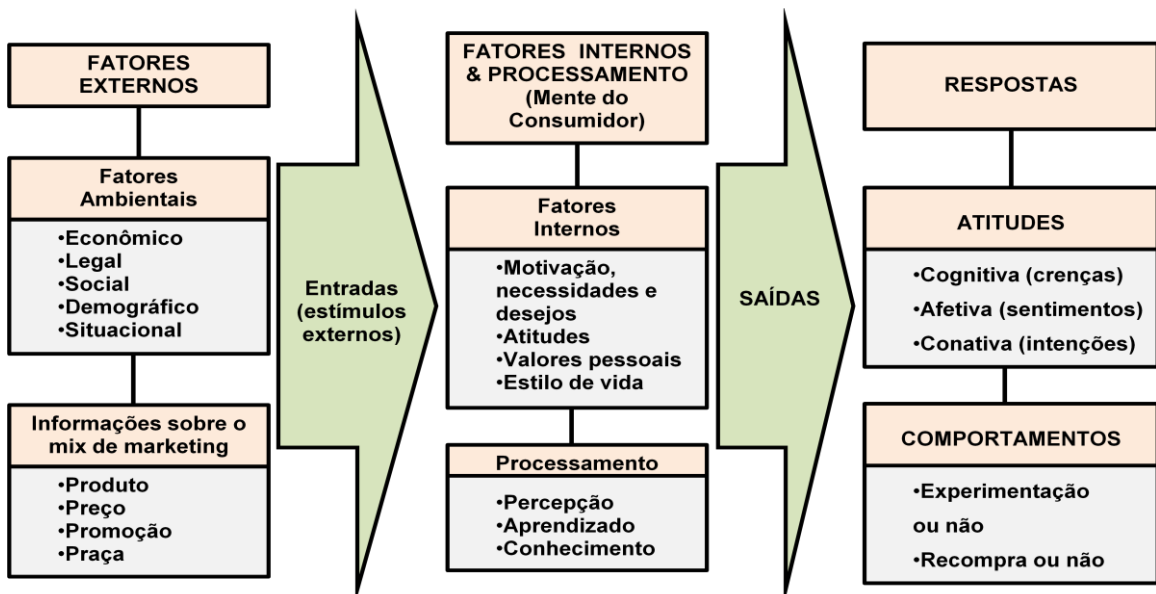 FATORES
EXTERNOS
Fatores
Ambientais
•Econômico
•Legal
•Social
•Demográfico
•Situacional
Informações sobre o
mix de marketing
•Produto
•Preço
•Promoção
•Praça
Entradas
(estímulos
externos)
FATORES INTERNOS
& PROCESSAMENTO
(Mente do
Consumidor)
Fatores
Internos
•Motivação,
necessidades e
desejos
•Atitudes
•Valores pessoais
•Estilo de vida
Processamento
•Percepção
•Aprendizado
•Conhecimento
SAÍDAS
RESPOSTAS
ATITUDES
•Cognitiva (crenças)
•Afetiva (sentimentos)
•Conativa (intenções)
COMPORTAMENTOS
•Experimentação
ou não
•Recompra ou não